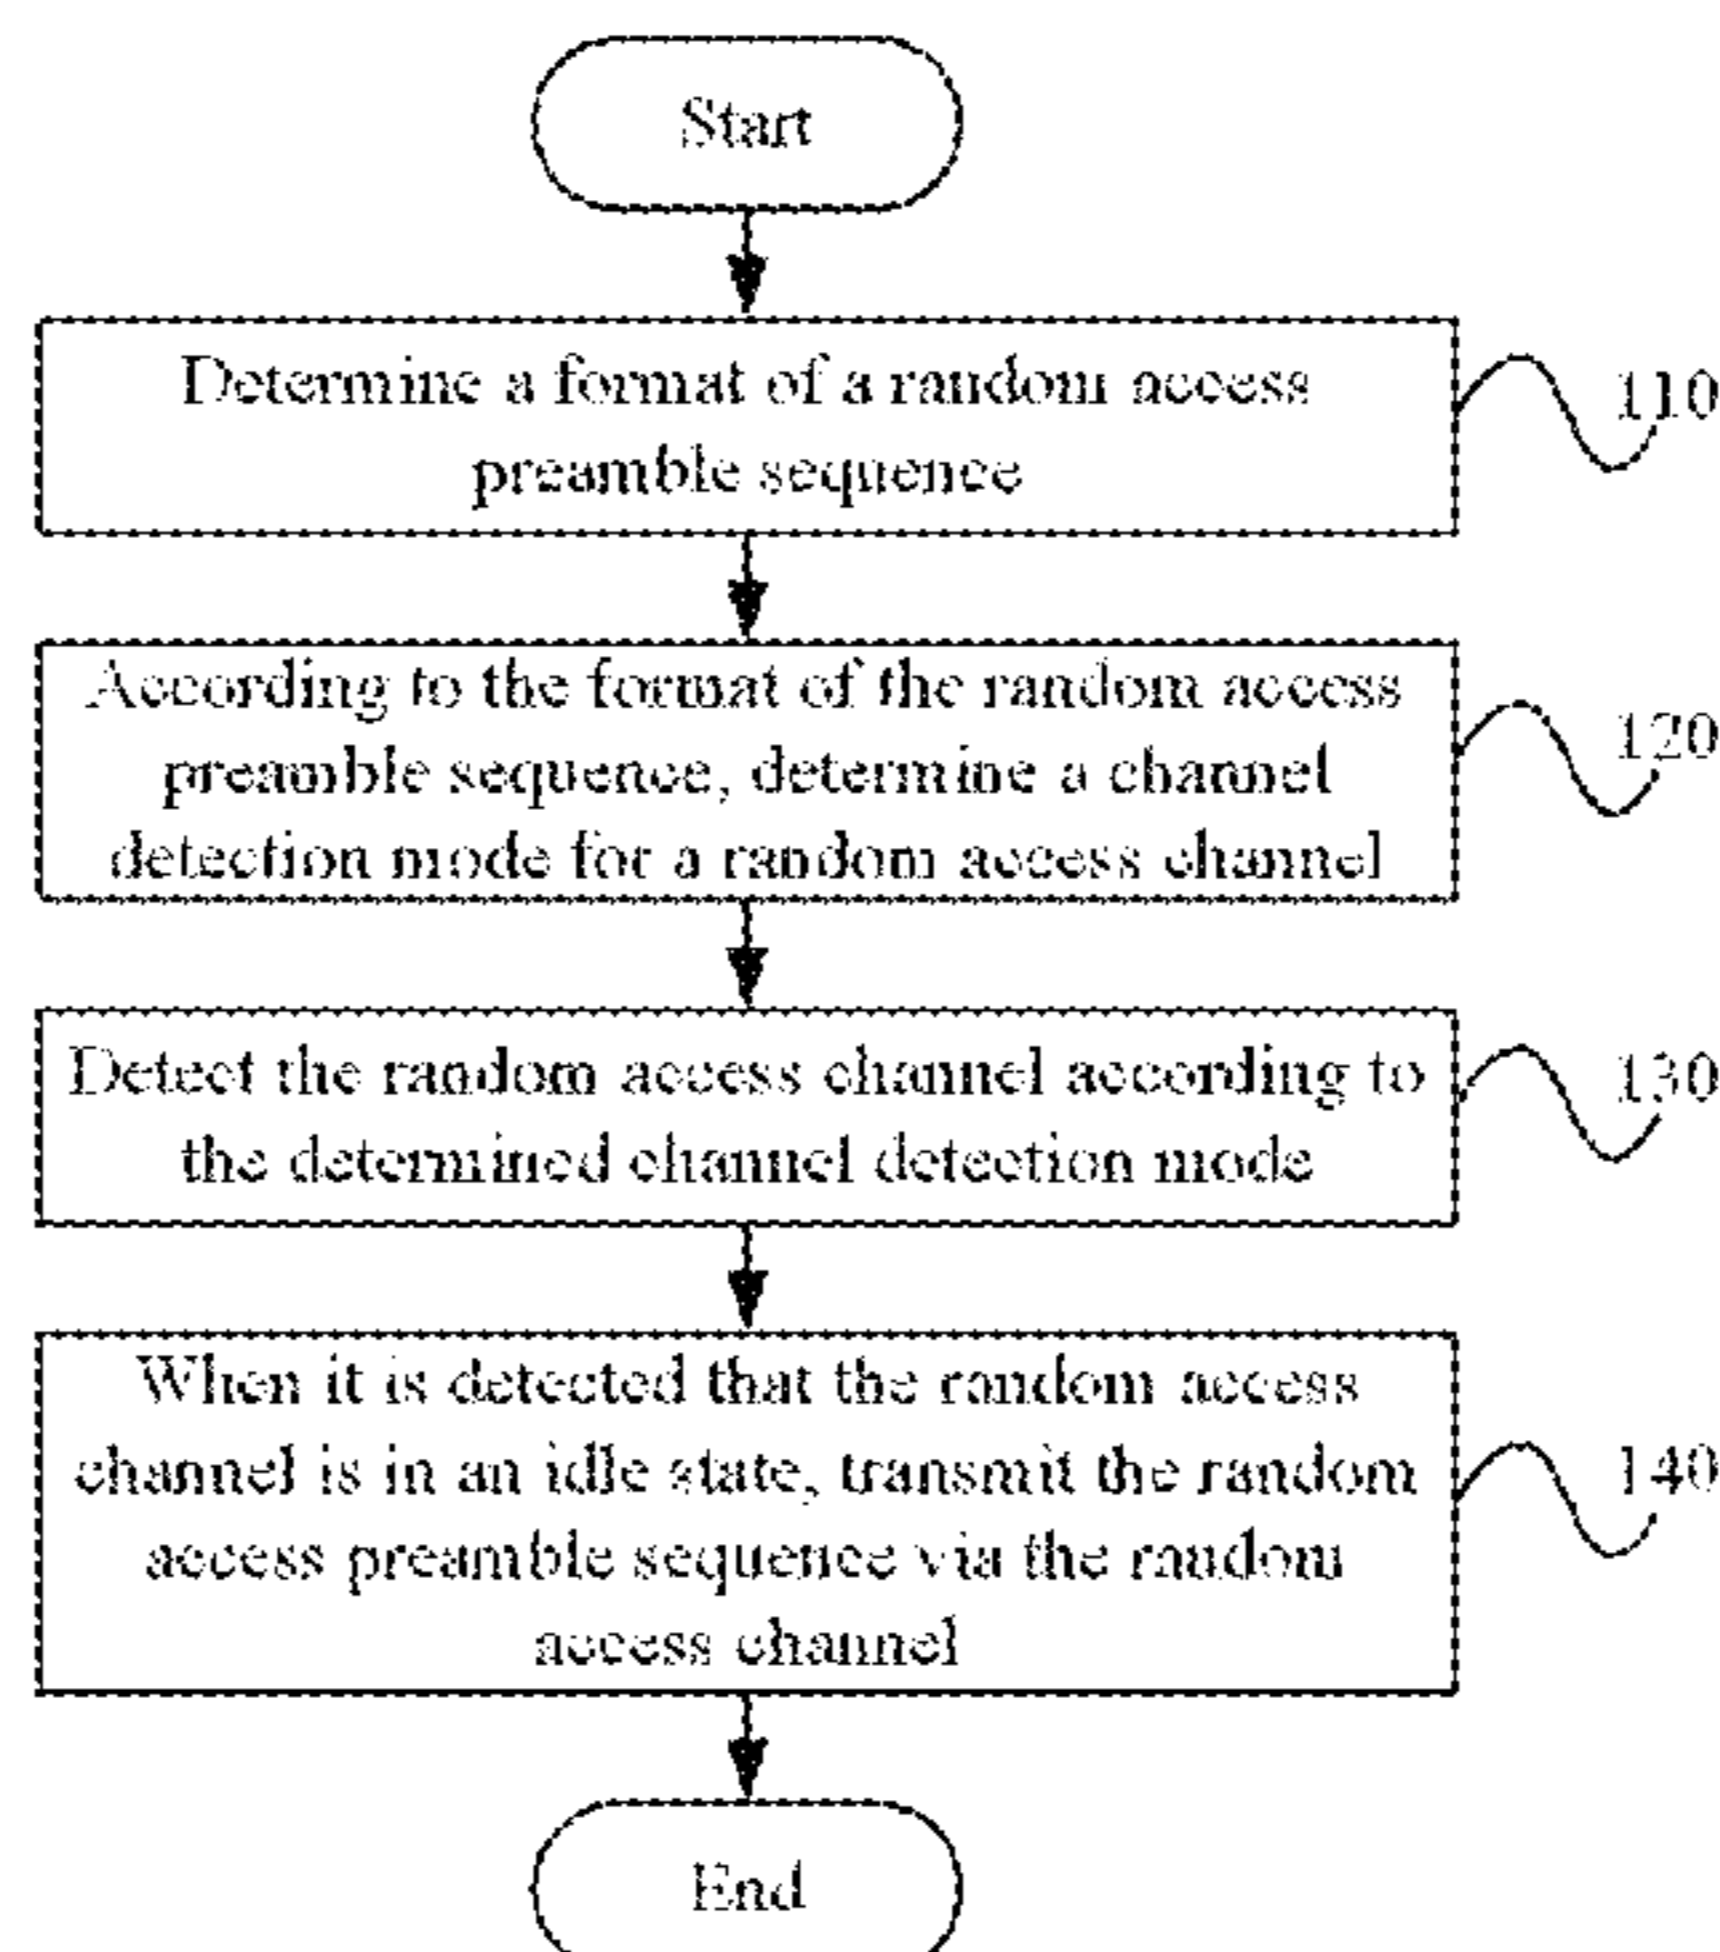 Start
Determine a format of a random access
preamble sequence
110
According to the format of the random access
preamble sequence, determine a channel
detection mode for a random access channel
120
Detect the random access channel according to
the determined channel detection mode
130
When it is detected that the random access
channel is in an idle state, transmit the random
access preamble sequence via the random
access channel
140
End